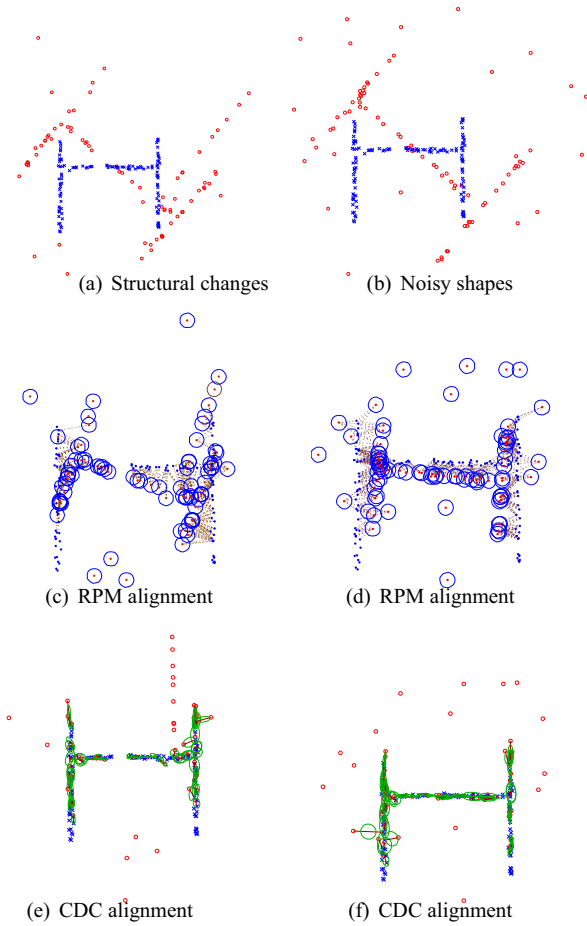 (a) Structural changes
(b) Noisy shapes
(c) RPM alignment
(d) RPM alignment
(e) CDC alignment
(f) CDC alignment